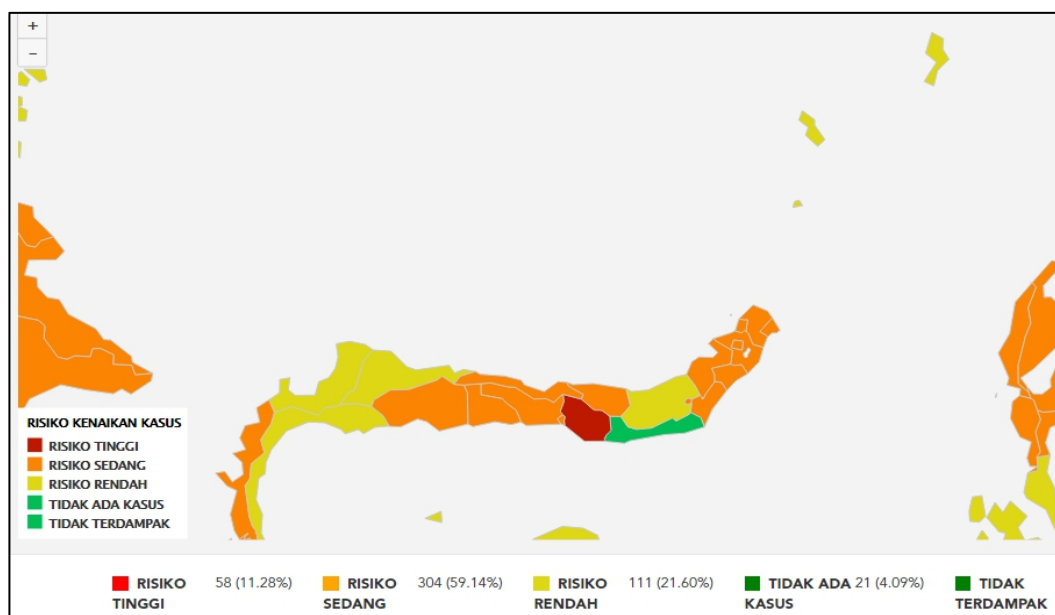 +
−
RISIKO KENAIKAN KASUS
RISIKO TINGGI
RISIKO SEDANG
RISIKO RENDAH
TIDAK ADA KASUS
TIDAK TERDAMPAK
RISIKO TINGGI 58 (11.28%)
RISIKO SEDANG 304 (59.14%)
RISIKO RENDAH 111 (21.60%)
TIDAK ADA KASUS 21 (4.09%)
TIDAK TERDAMPAK